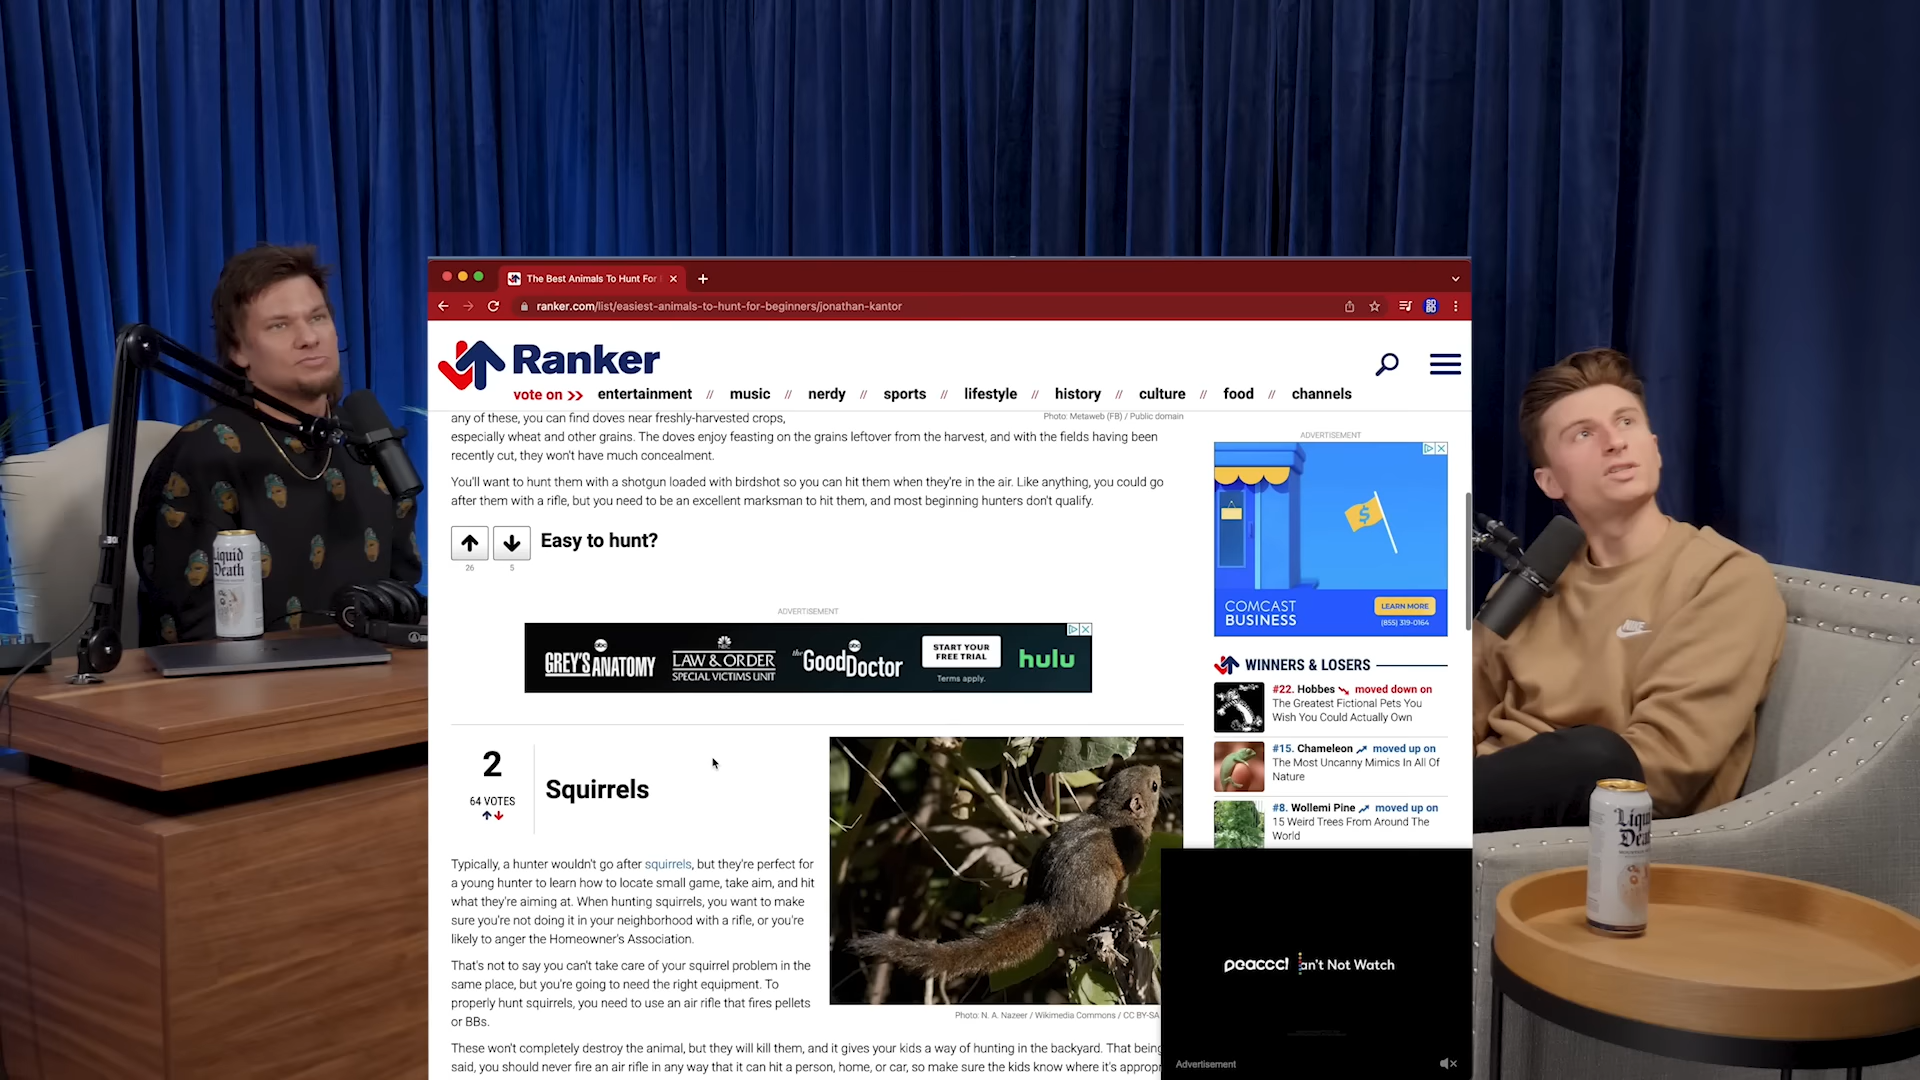 The Best Animals To Hunt For
ranker.com/list/easiest-animals-to-hunt-for-beginners/jonathan-kantor
Ranker
vote on >> entertainment // music // nerdy // sports // lifestyle // history // culture // food // channels
any of these, you can find doves near freshly-harvested crops,
Photo: Metaweb (FB) / Public domain
especially wheat and other grains. The doves enjoy feasting on the grains leftover from the harvest, and with the fields having been
recently cut, they won't have much concealment.
You'll want to hunt them with a shotgun loaded with birdshot so you can hit them when they're in the air. Like anything, you could go
after them with a rifle, but you need to be an excellent marksman to hit them, and most beginning hunters don't qualify.
Easy to hunt?
26 5
ADVERTISEMENT
abc
GREY'S ANATOMY
NBC
LAW & ORDER
SPECIAL VICTIMS UNIT
abc
the Good Doctor
START YOUR
FREE TRIAL
Terms apply.
hulu
2
64 VOTES
Squirrels
Typically, a hunter wouldn't go after squirrels, but they're perfect for
a young hunter to learn how to locate small game, take aim, and hit
what they're aiming at. When hunting squirrels, you want to make
sure you're not doing it in your neighborhood with a rifle, or you're
likely to anger the Homeowner's Association.
That's not to say you can't take care of your squirrel problem in the
same place, but you're going to need the right equipment. To
properly hunt squirrels, you need to use an air rifle that fires pellets
or BBs.
Photo: N. A. Nazeer / Wikimedia Commons / CC BY-SA
These won't completely destroy the animal, but they will kill them, and it gives your kids a way of hunting in the backyard. That being
said, you should never fire an air rifle in any way that it can hit a person, home, or car, so make sure the kids know where it's
ADVERTISEMENT
$
COMCAST
BUSINESS
LEARN MORE
(855) 319-0164
WINNERS & LOSERS
#22. Hobbes moved down on
The Greatest Fictional Pets You
Wish You Could Actually Own
#15. Chameleon moved up on
The Most Uncanny Mimics In All Of
Nature
#8. Wollemi Pine moved up on
15 Weird Trees From Around The
World
peaccc! an't Not Watch
Advertisement
Liquid
Death
NIKE
Liquid
Death